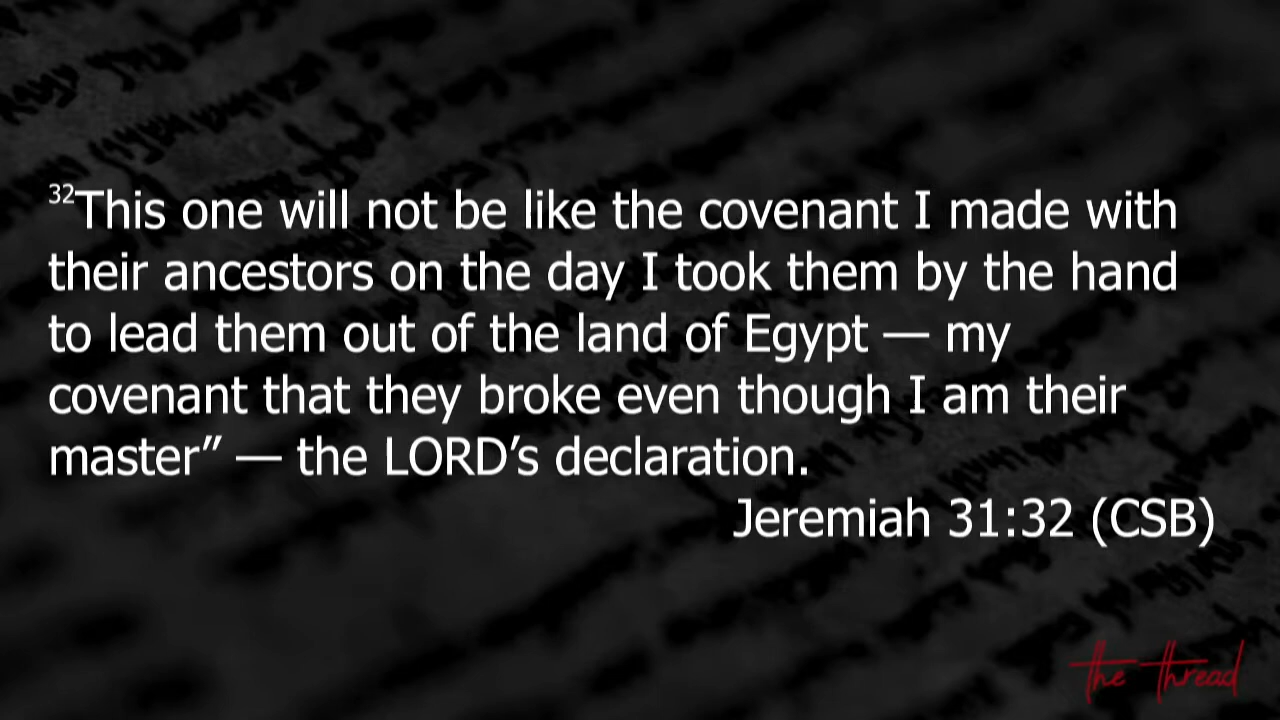 ³²This one will not be like the covenant I made with
their ancestors on the day I took them by the hand
to lead them out of the land of Egypt — my
covenant that they broke even though I am their
master” — the LORD’s declaration.
Jeremiah 31:32 (CSB)
the thread